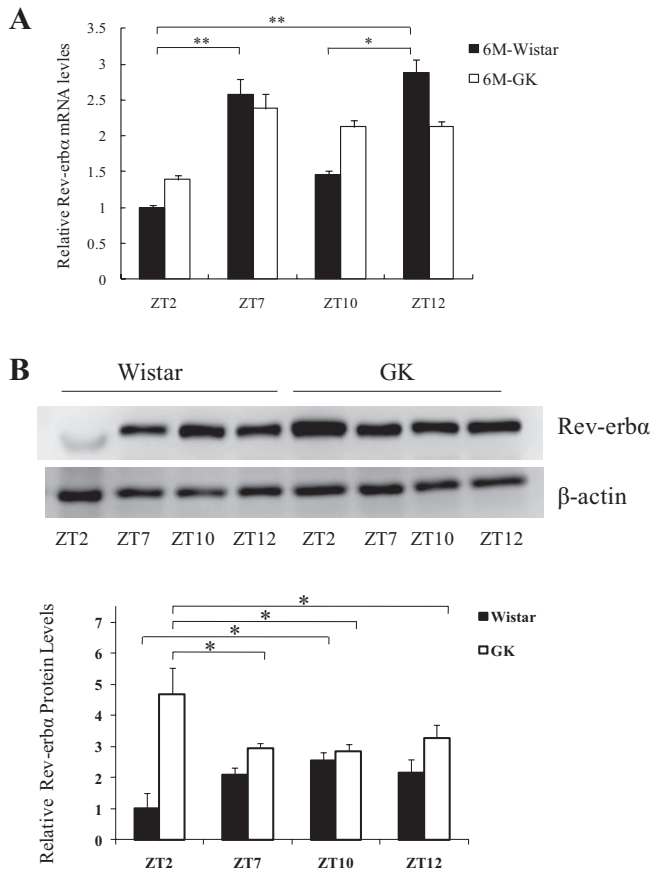 A
Relative Rev-erbα mRNA levles
3.5
3
2.5
2
1.5
1
0.5
0
**
**
*
6M-Wistar
6M-GK
ZT2 ZT7 ZT10 ZT12
B
Wistar GK
Rev-erbα
β-actin
ZT2 ZT7 ZT10 ZT12 ZT2 ZT7 ZT10 ZT12
Relative Rev-erbα Protein Levels
7
6
5
4
3
2
1
0
*
*
*
*
Wistar
GK
ZT2 ZT7 ZT10 ZT12